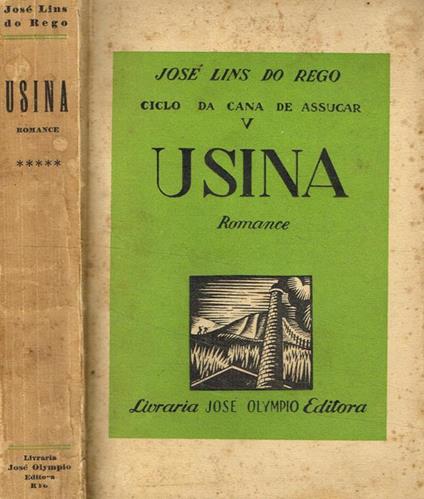 José Lins
do Rego
USINA
ROMANCE
*****
Livraria
José Olympio
Editora
Rio
JOSÉ LINS DO REGO
CICLO DA CANA DE ASSUCAR
V
USINA
Romance
Livraria JOSÉ OLYMPIO Editora